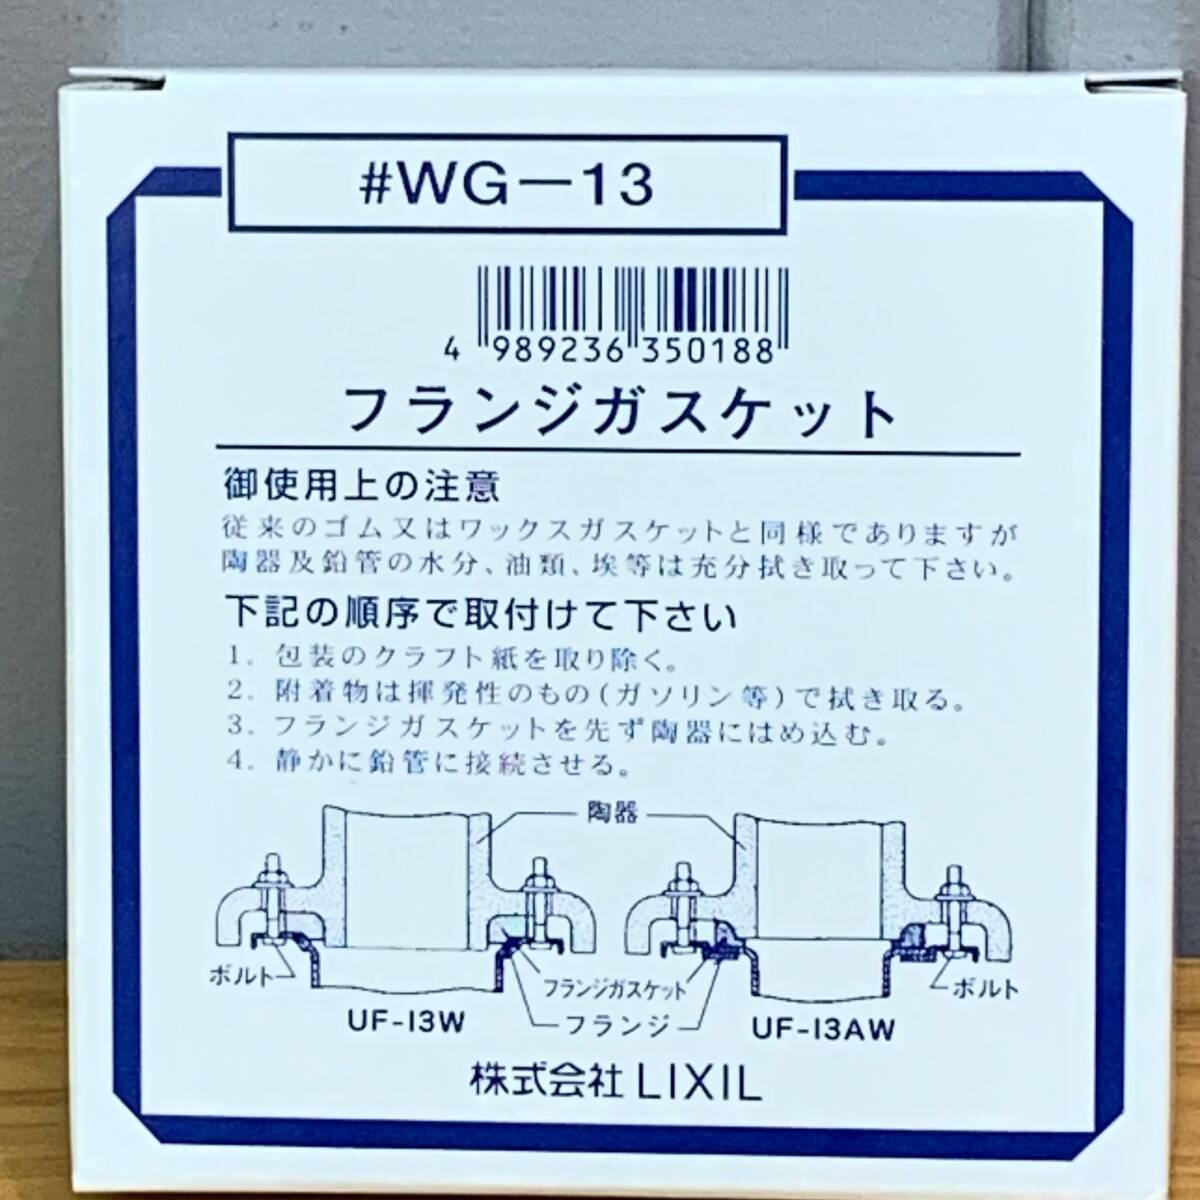 #WG-13
4 989236 350188
フランジガスケット
御使用上の注意
従来のゴム又はワックスガスケットと同様でありますが
陶器及鉛管の水分、油類、埃等は充分拭き取って下さい。
下記の順序で取付けて下さい
1. 包装のクラフト紙を取り除く。
2. 附着物は揮発性のもの(ガソリン等)で拭き取る。
3. フランジガスケットを先ず陶器にはめ込む。
4. 静かに鉛管に接続させる。
陶器
ボルト
フランジガスケット
ボルト
UF-13W
フランジ
UF-13AW
株式会社 LIXIL